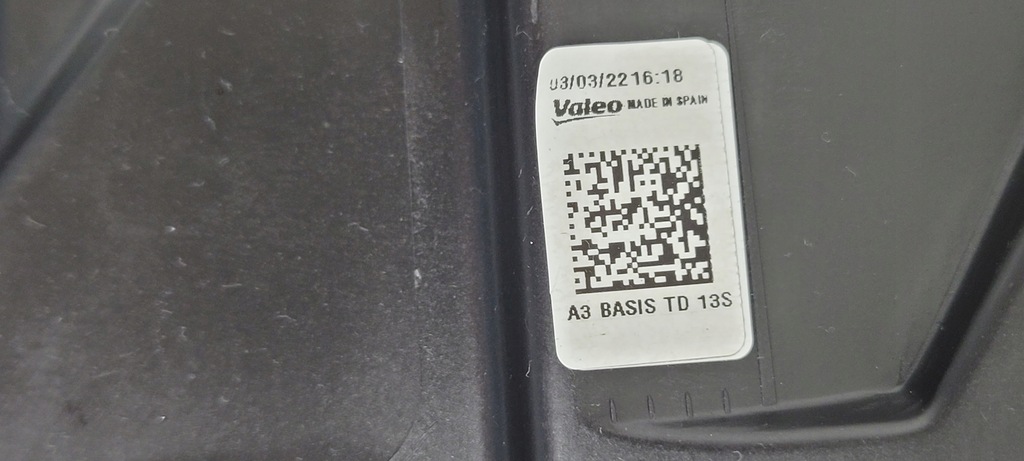 03/03/22 16:18
Valeo MADE IN SPAIN
A3 BASIS TD 13S